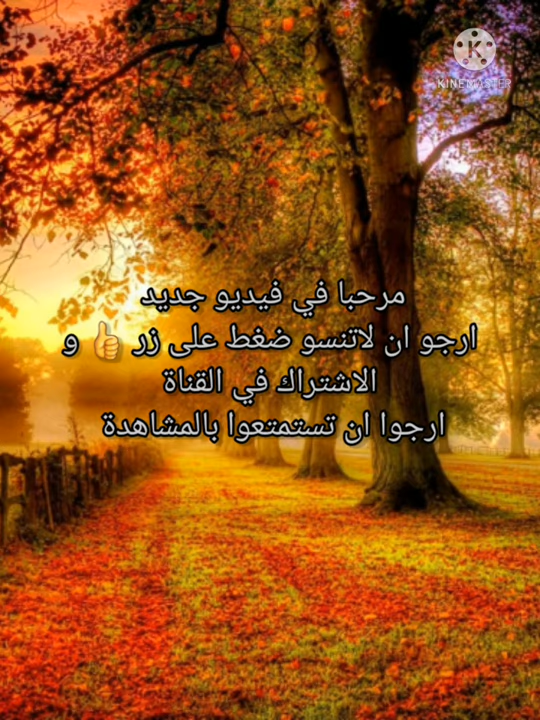 KINEMASTER
مرحبا في فيديو جديد
ارجو ان لاتنسو ضغط على زر 👍 و
الاشتراك في القناة
ارجوا ان تستمتعوا بالمشاهدة